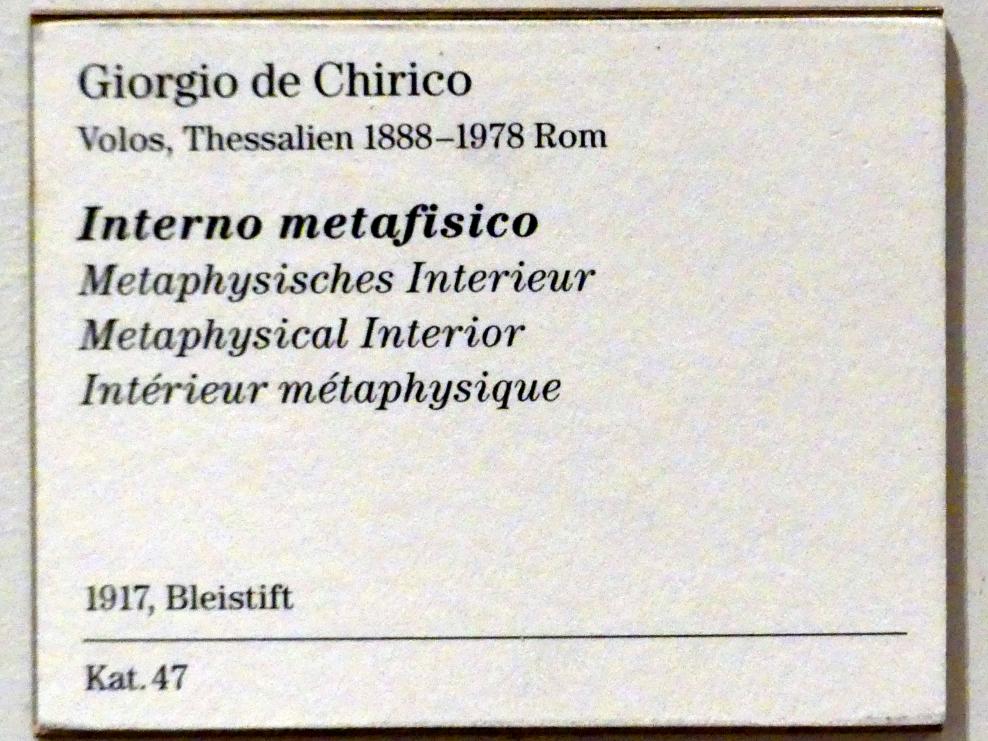 Giorgio de Chirico
Volos, Thessalien 1888–1978 Rom
Interno metafisico
Metaphysisches Interieur
Metaphysical Interior
Intérieur métaphysique
1917, Bleistift
Kat. 47